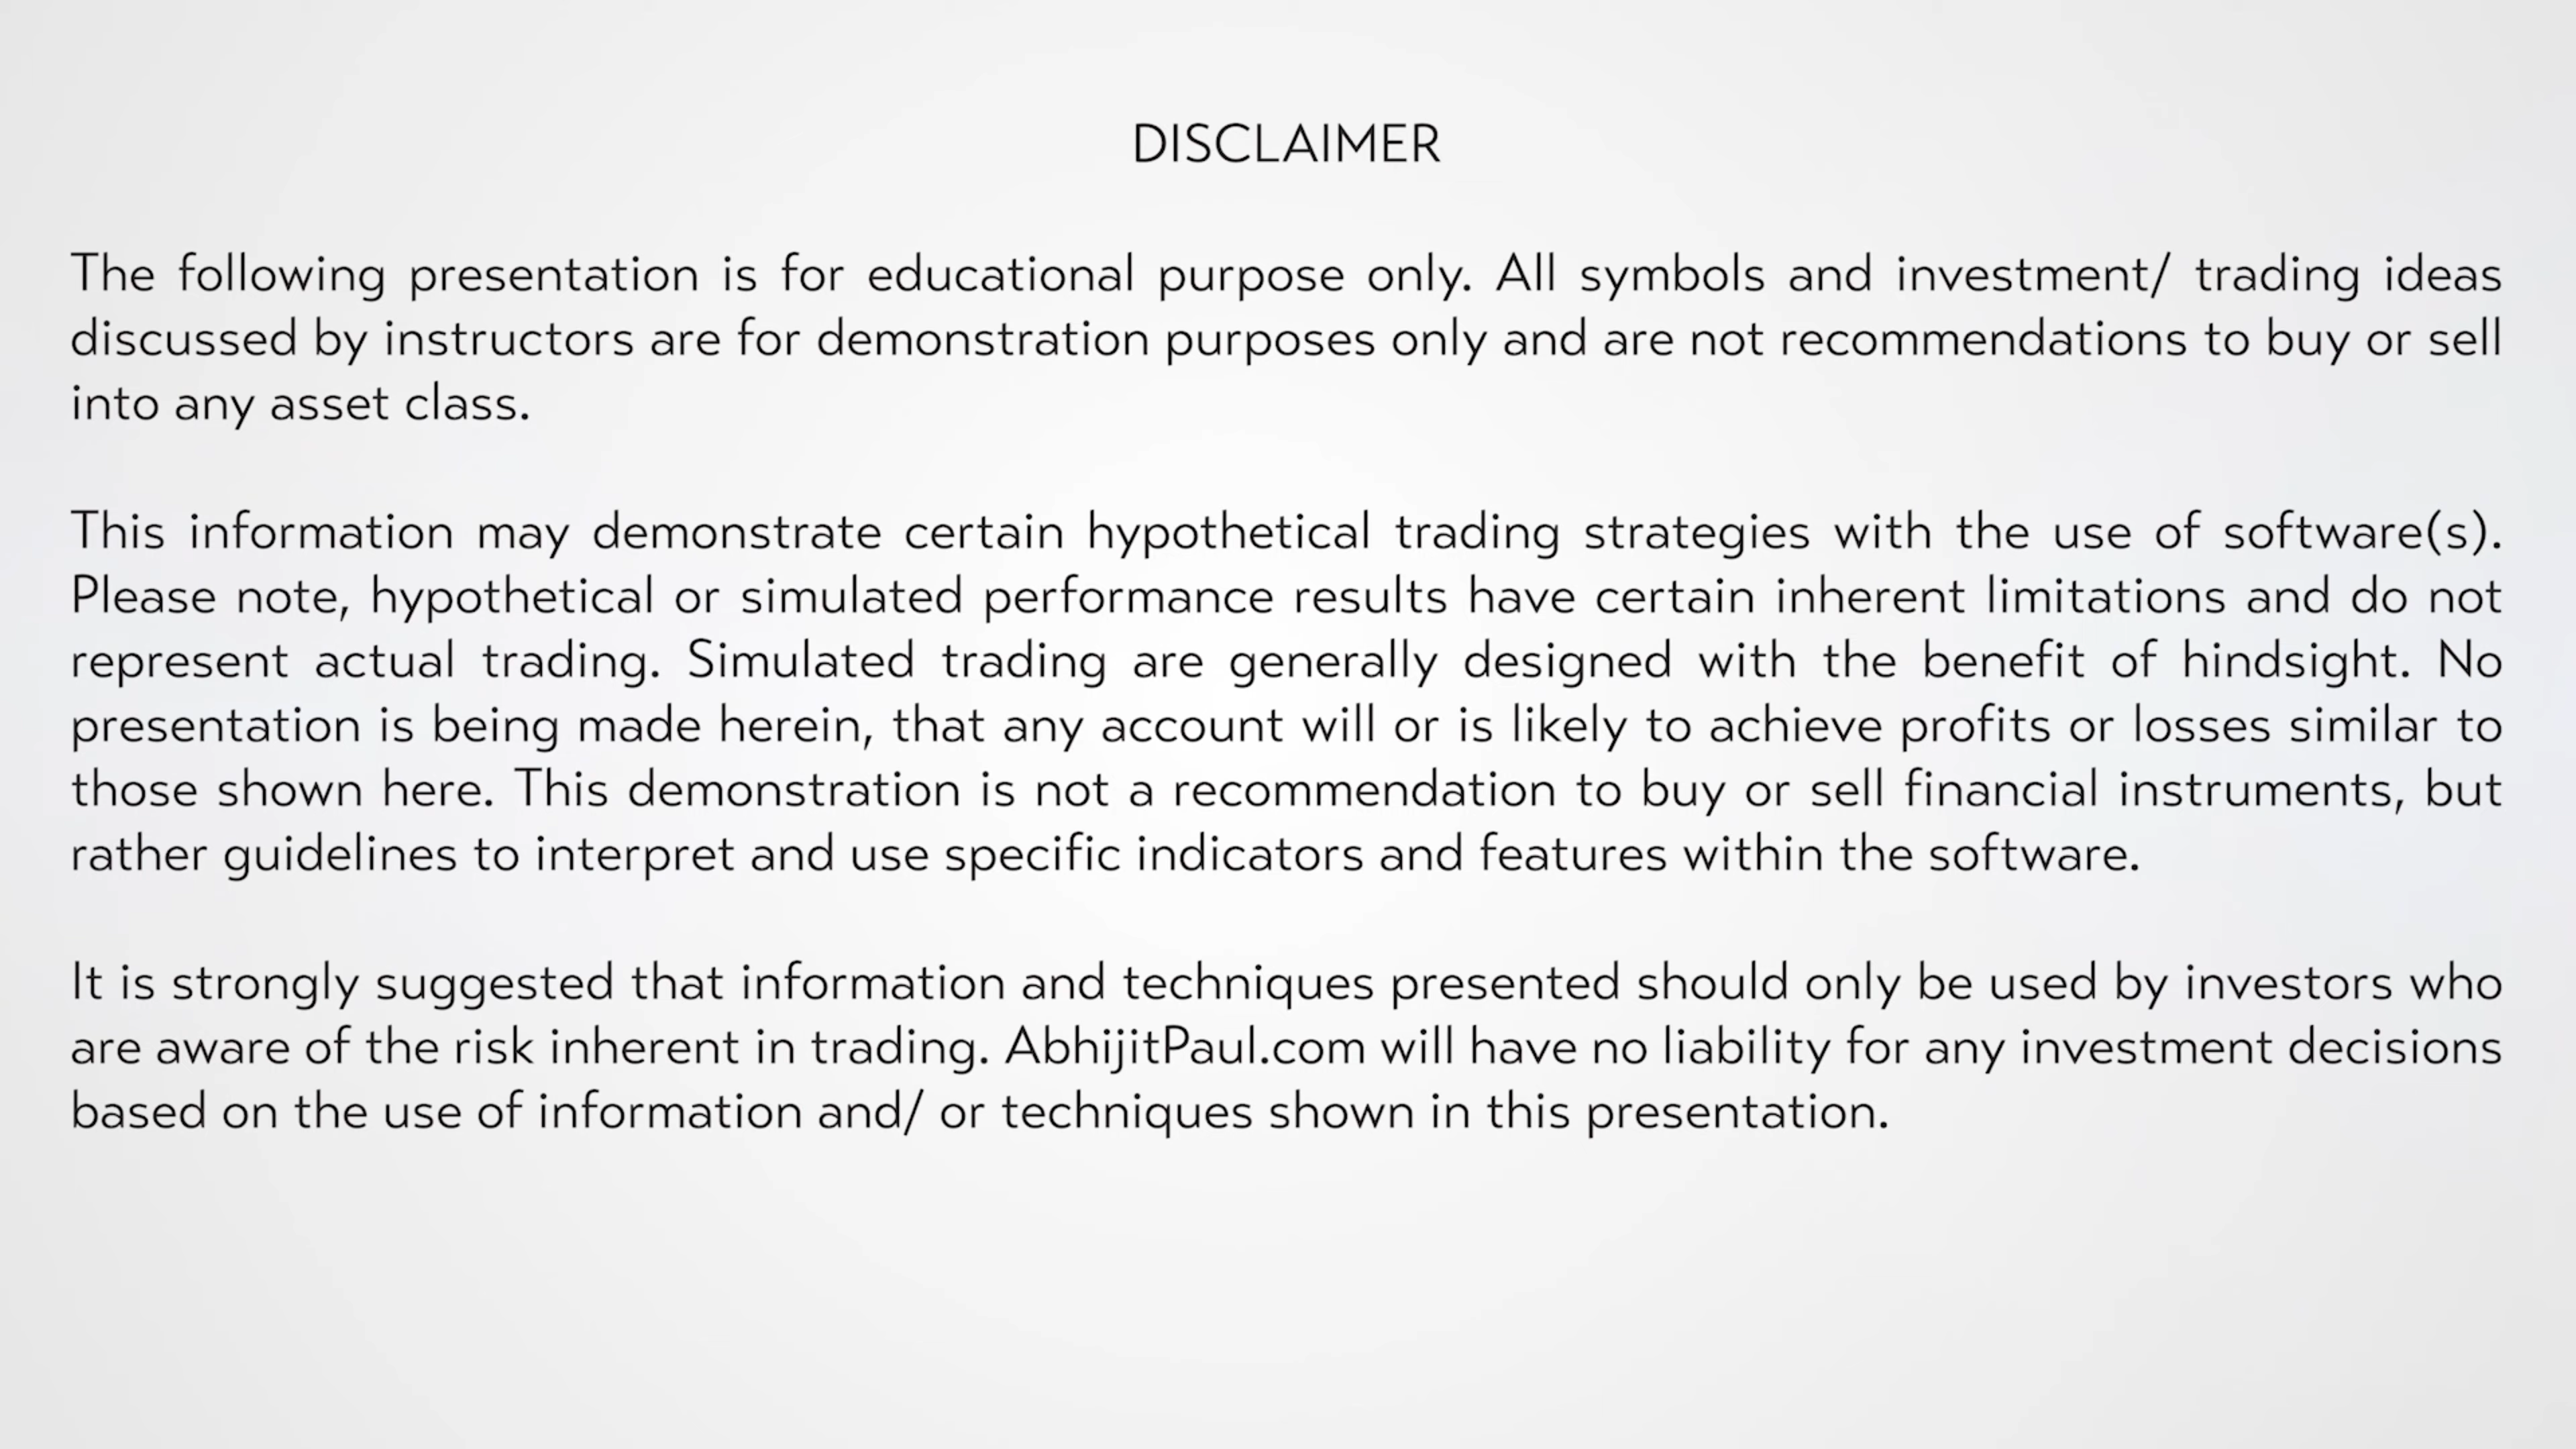 DISCLAIMER
The following presentation is for educational purpose only. All symbols and investment/ trading ideas
discussed by instructors are for demonstration purposes only and are not recommendations to buy or sell
into any asset class.
This information may demonstrate certain hypothetical trading strategies with the use of software(s).
Please note, hypothetical or simulated performance results have certain inherent limitations and do not
represent actual trading. Simulated trading are generally designed with the benefit of hindsight. No
presentation is being made herein, that any account will or is likely to achieve profits or losses similar to
those shown here. This demonstration is not a recommendation to buy or sell financial instruments, but
rather guidelines to interpret and use specific indicators and features within the software.
It is strongly suggested that information and techniques presented should only be used by investors who
are aware of the risk inherent in trading. AbhijitPaul.com will have no liability for any investment decisions
based on the use of information and/ or techniques shown in this presentation.